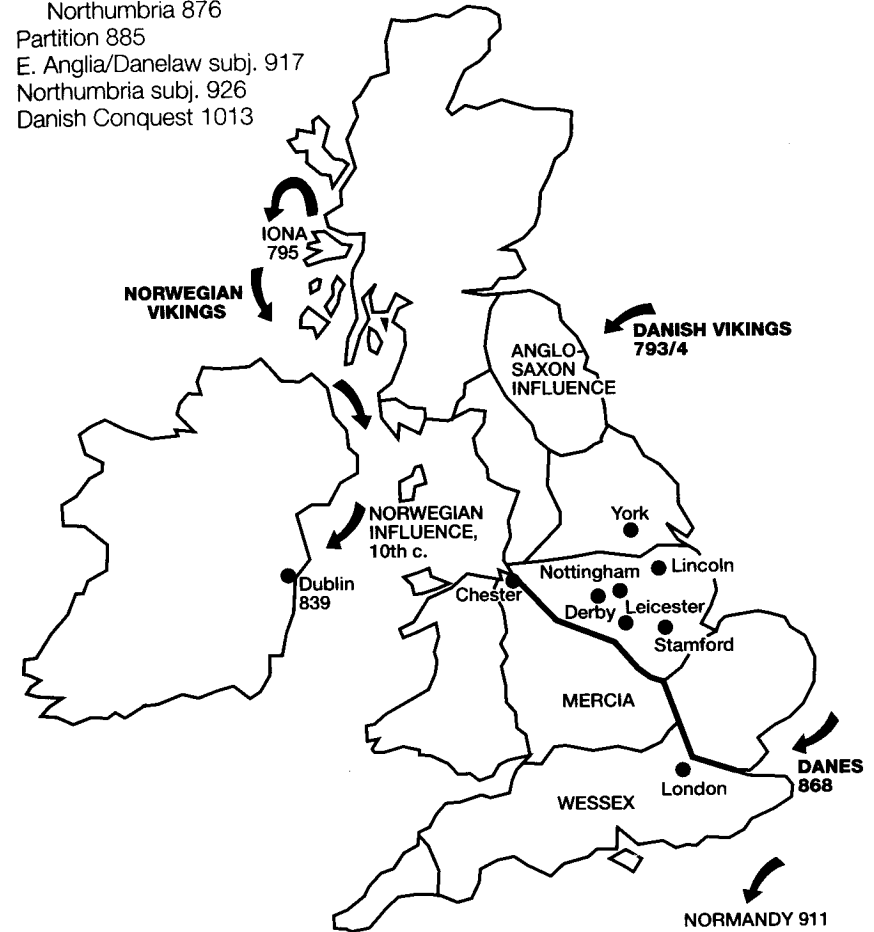 Northumbria 876
Partition 885
E. Anglia/Danelaw subj. 917
Northumbria subj. 926
Danish Conquest 1013
IONA
795
NORWEGIAN
VIKINGS
DANISH VIKINGS
793/4
ANGLO-
SAXON
INFLUENCE
NORWEGIAN
INFLUENCE,
10th c.
York
Dublin
839
Chester
Nottingham
Lincoln
Derby
Leicester
Stamford
MERCIA
DANES
868
London
WESSEX
NORMANDY 911